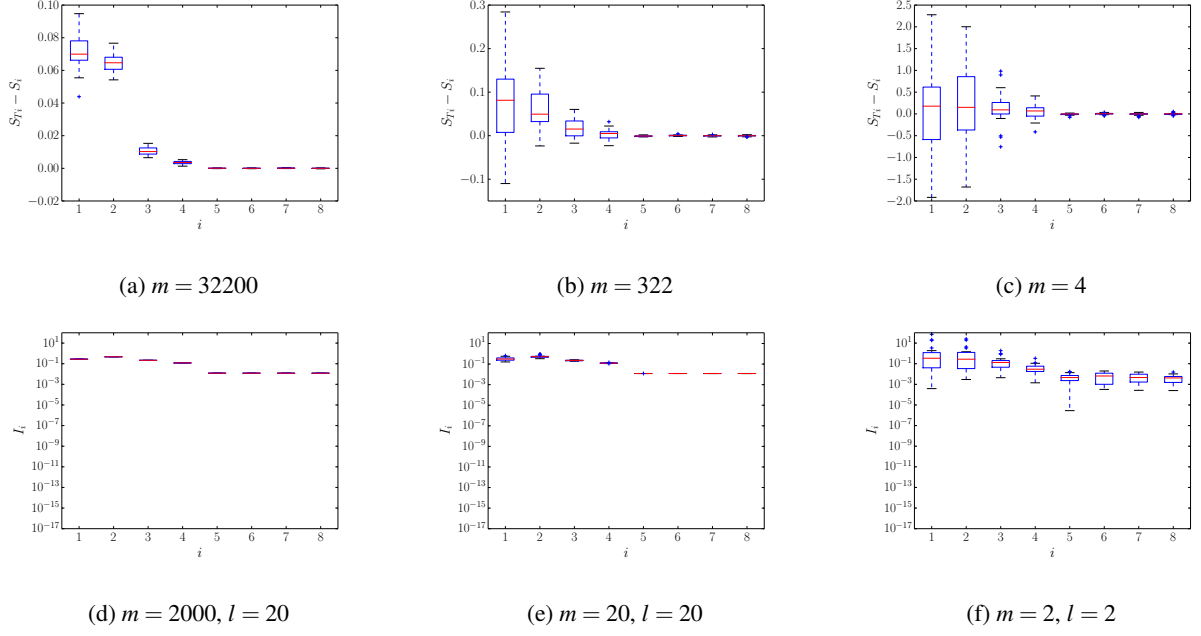 0.10
0.08
0.06
0.04
0.02
0.00
−0.02
S_{Ti} − S_i
1 2 3 4 5 6 7 8
i
(a) m = 32200
0.3
0.2
0.1
0.0
−0.1
S_{Ti} − S_i
1 2 3 4 5 6 7 8
i
(b) m = 322
2.5
2.0
1.5
1.0
0.5
0.0
−0.5
−1.0
−1.5
−2.0
S_{Ti} − S_i
1 2 3 4 5 6 7 8
i
(c) m = 4
10^1
10^{-1}
10^{-3}
10^{-5}
10^{-7}
10^{-9}
10^{-11}
10^{-13}
10^{-15}
10^{-17}
I_i
1 2 3 4 5 6 7 8
i
(d) m = 2000, l = 20
10^1
10^{-1}
10^{-3}
10^{-5}
10^{-7}
10^{-9}
10^{-11}
10^{-13}
10^{-15}
10^{-17}
I_i
1 2 3 4 5 6 7 8
i
(e) m = 20, l = 20
10^1
10^{-1}
10^{-3}
10^{-5}
10^{-7}
10^{-9}
10^{-11}
10^{-13}
10^{-15}
10^{-17}
I_i
1 2 3 4 5 6 7 8
i
(f) m = 2, l = 2